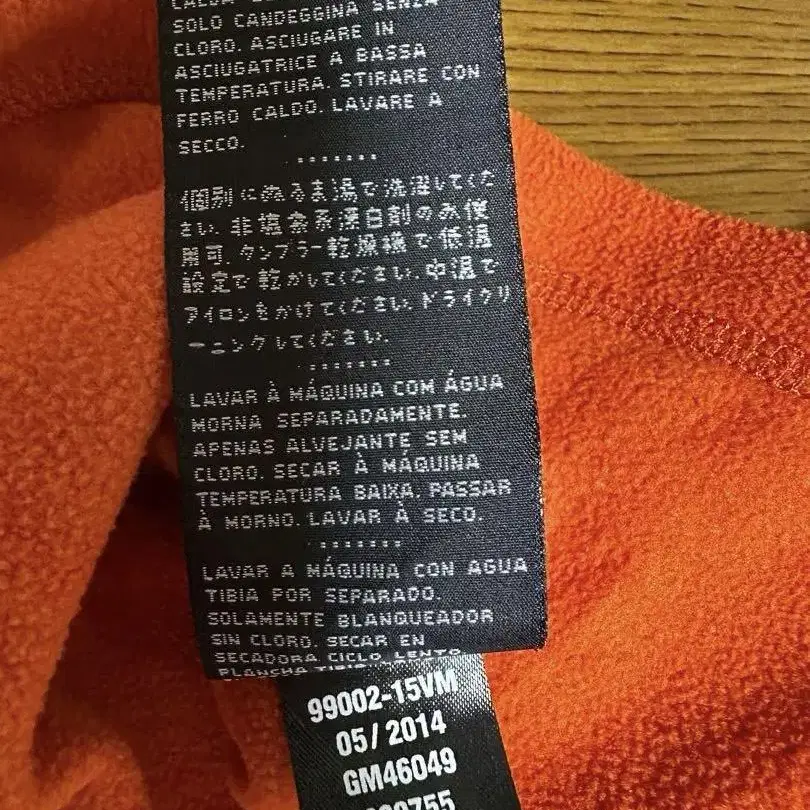 SOLO CANDEGGINA SENZA
CLORO. ASCIUGARE IN
ASCIUGATRICE A BASSA
TEMPERATURA. STIRARE CON
FERRO CALDO. LAVARE A
SECCO.
.......
個別にぬるま湯で洗濯してくだ
さい. 非塩素系漂白剤のみ使
用可. タンブラー乾燥機で低温
設定で乾かしてください. 中温で
アイロンをかけてください. ドライクリ
ーニングしてください.
.......
LAVAR À MÁQUINA COM ÁGUA
MORNA SEPARADAMENTE.
APENAS ALVEJANTE SEM
CLORO. SECAR À MÁQUINA
TEMPERATURA BAIXA. PASSAR
À MORNO. LAVAR À SECO.
.......
LAVAR A MÁQUINA CON AGUA
TIBIA POR SEPARADO.
SOLAMENTE BLANQUEADOR
SIN CLORO. SECAR EN
SECADORA CICLO LENTO
PLANCHA
99002-15VM
05/2014
GM46049